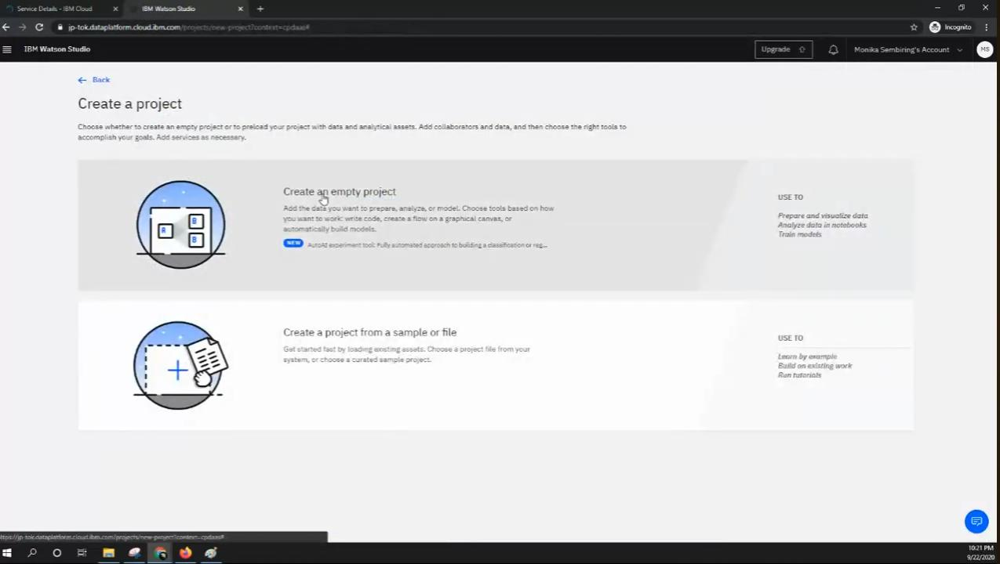 Service Details - IBM Cloud
IBM Watson Studio
jp-tok.dataplatform.cloud.ibm.com/projects/new-project?context=cpdaas#
Incognito
IBM Watson Studio
Upgrade
Monika Sembiring's Account
MS
Back
Create a project
Choose whether to create an empty project or to preload your project with data and analytical assets. Add collaborators and data, and then choose the right tools to
accomplish your goals. Add services as necessary.
Create an empty project
Add the data you want to prepare, analyze, or model. Choose tools based on how
you want to work: write code, create a flow on a graphical canvas, or
automatically build models.
NEW AutoAI experiment tool: Fully automated approach to building a classification or reg...
USE TO
Prepare and visualize data
Analyze data in notebooks
Train models
A
B
B
Create a project from a sample or file
Get started fast by loading existing assets. Choose a project file from your
system, or choose a curated sample project.
USE TO
Learn by example
Build on existing work
Run tutorials
https://jp-tok.dataplatform.cloud.ibm.com/projects/new-project?context=cpdaas#
10:21 PM
9/22/2020